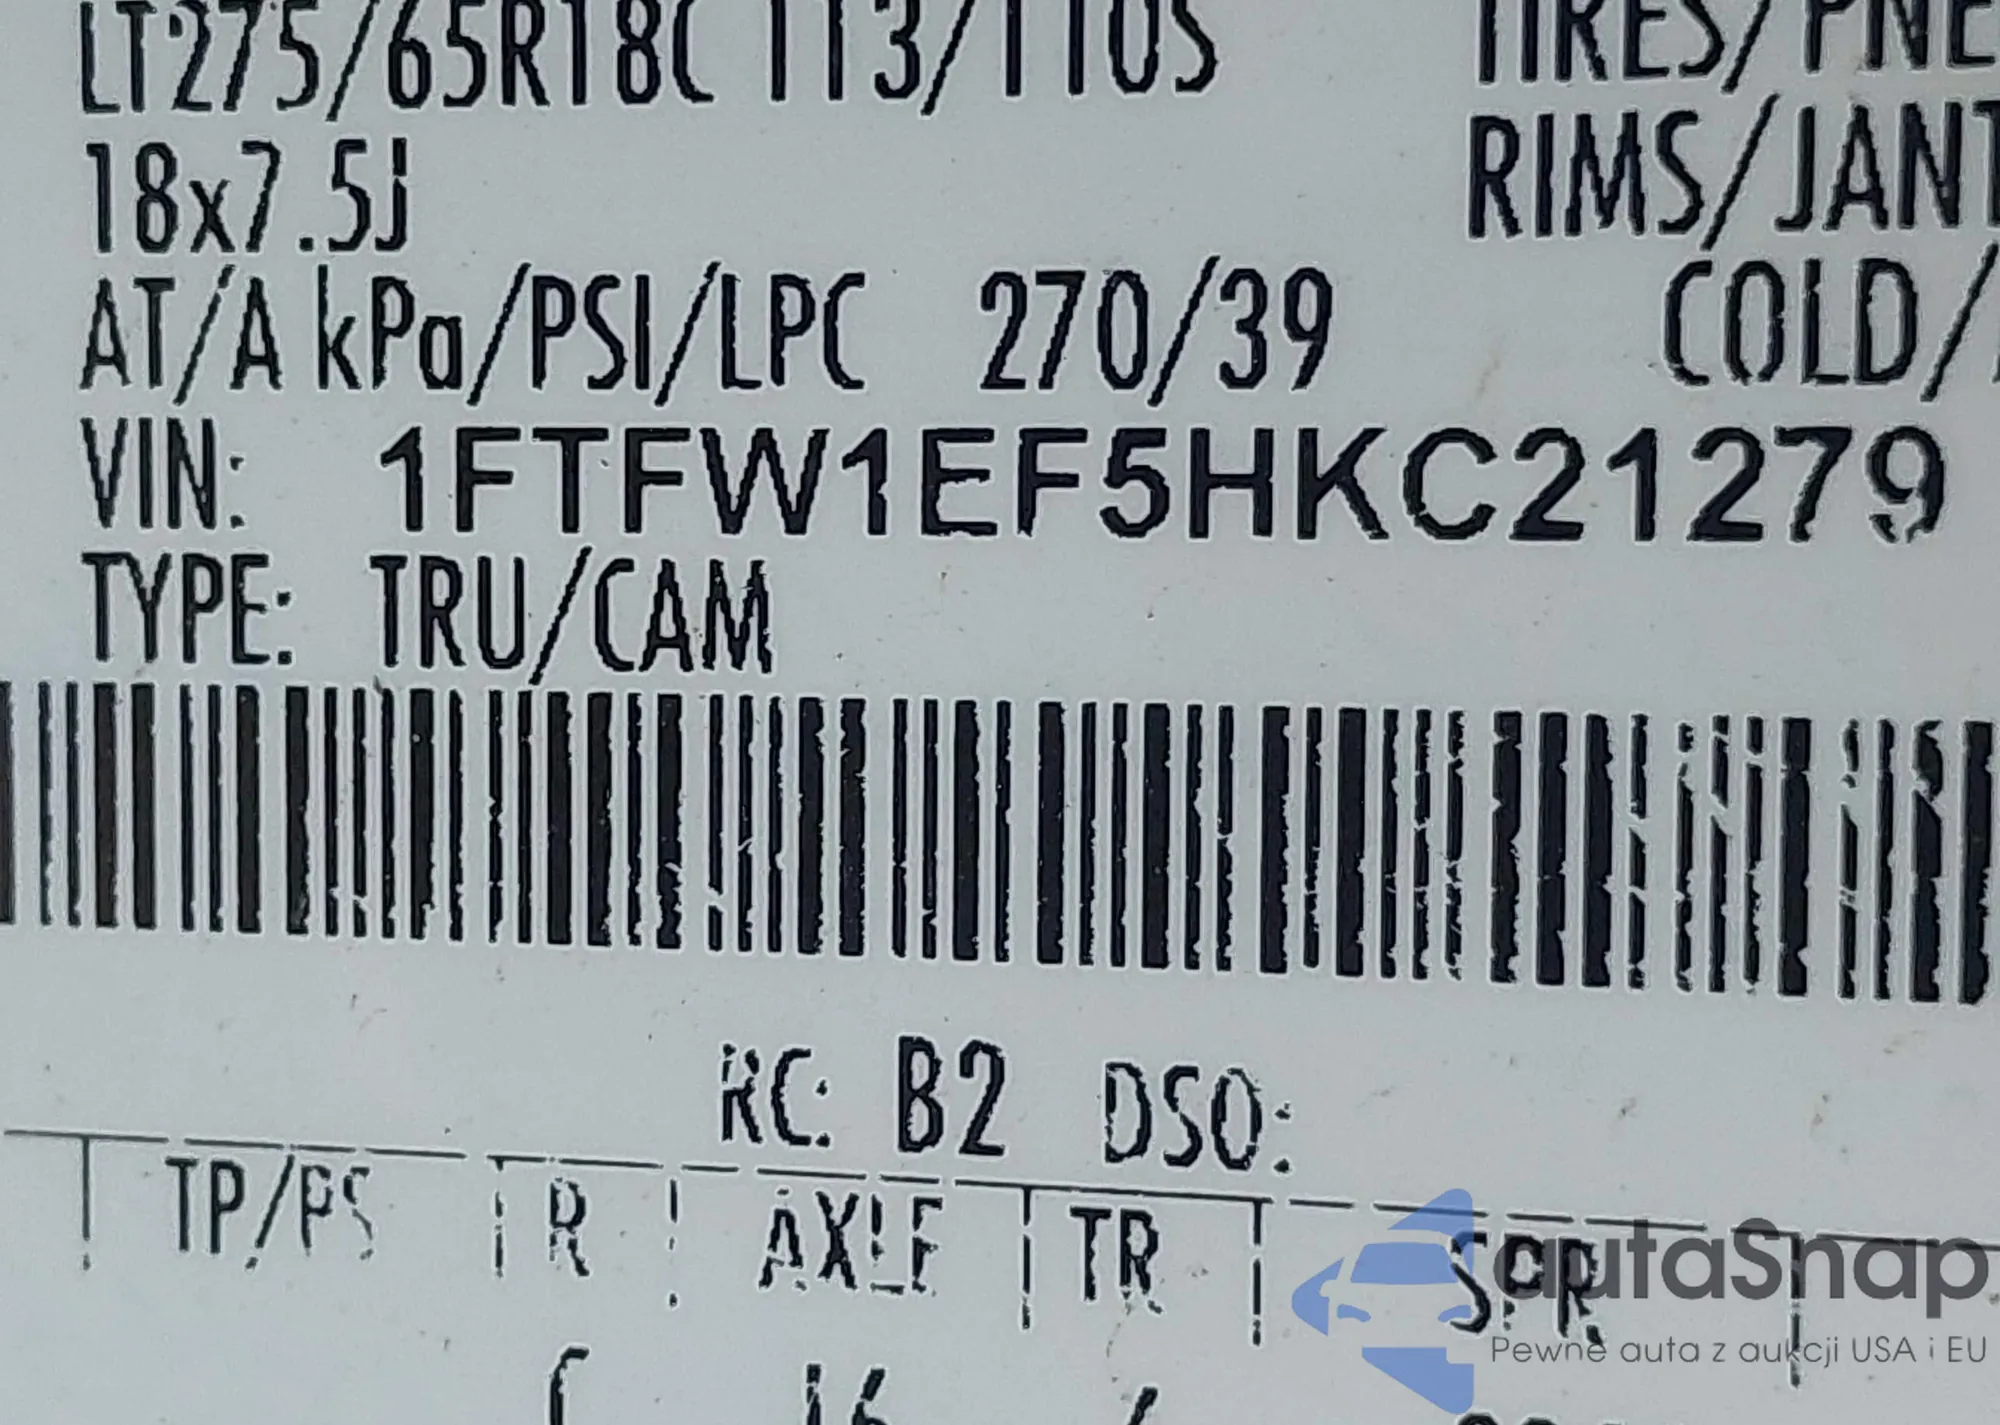 LT275/65R18C 113/110S TIRES/PNE
18x7.5J RIMS/JANT
AT/A kPa/PSI/LPC 270/39 COLD/
VIN: 1FTFW1EF5HKC21279
TYPE: TRU/CAM
RC: B2 DSO:
TP/PS R AXLE TR SPR
autaSnap
Pewne auta z aukcji USA i EU